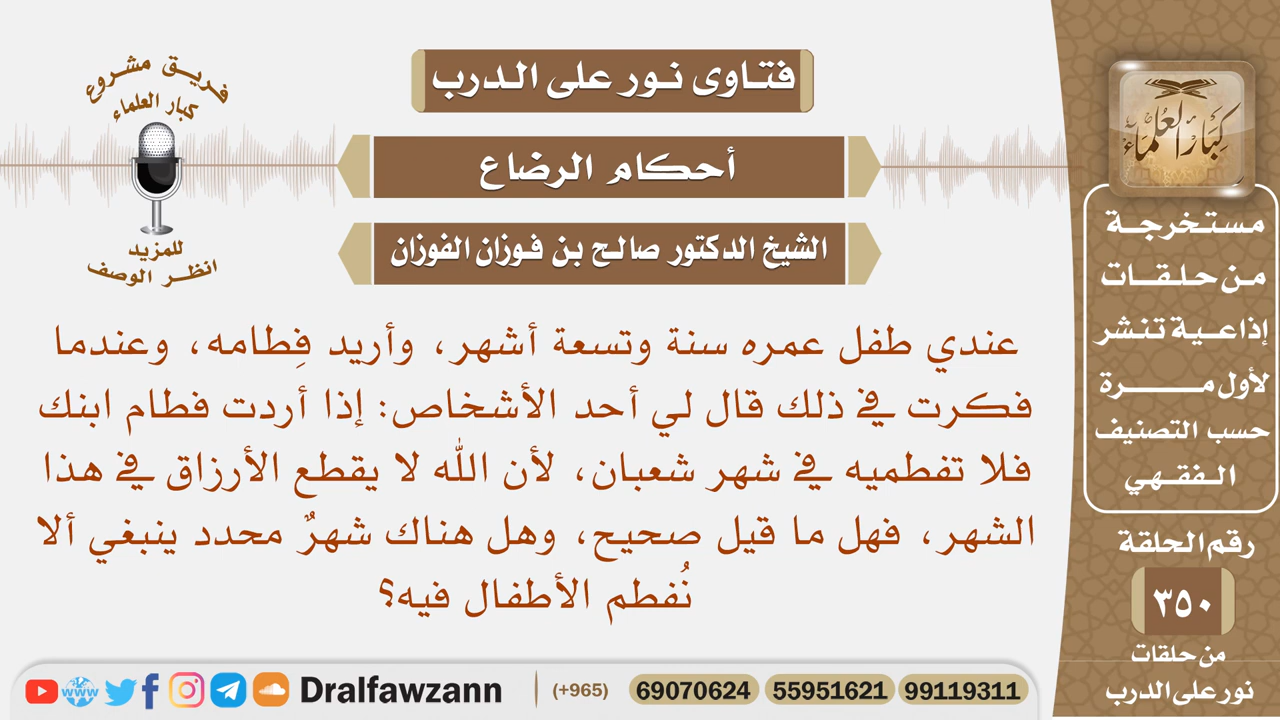 فتاوى نور على الدرب
أحكام الرضاع
الشيخ الدكتور صالح بن فوزان الفوزان
فريق مشروع
كبار العلماء
للمزيد
انظر الوصف
عندي طفل عمره سنة وتسعة أشهر، وأريد فِطامه، وعندما
فكرت في ذلك قال لي أحد الأشخاص: إذا أردت فطام ابنك
فلا تفطميه في شهر شعبان، لأن الله لا يقطع الأرزاق في هذا
الشهر، فهل ما قيل صحيح، وهل هناك شهرٌ محدد ينبغي ألا
نُفطم الأطفال فيه؟
كبار العلماء
مستخرجة
من حلقات
إذاعية تنشر
لأول مرة
حسب التصنيف
الفقهي
رقم الحلقة
٣٥٠
من حلقات
نور على الدرب
www
Dralfawzann
(+965)
69070624
55951621
99119311